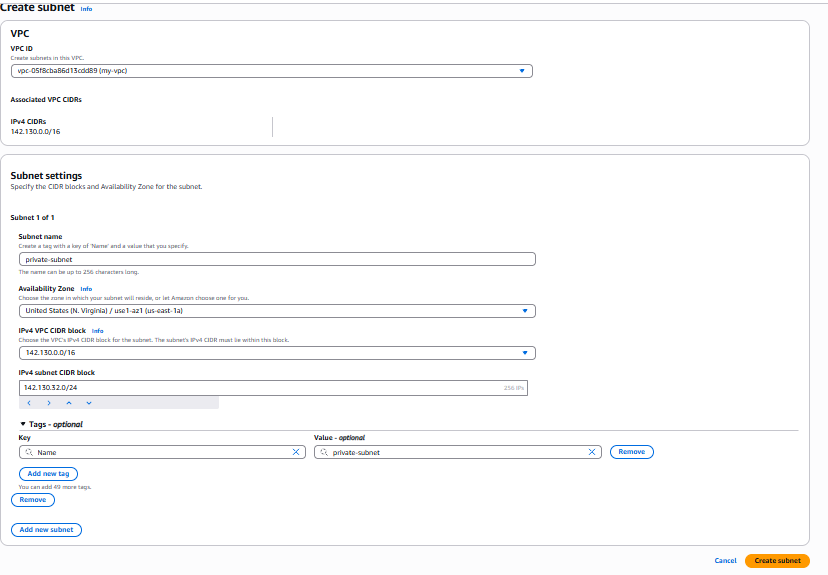 Create subnet Info
VPC
VPC ID
Create subnets in this VPC.
vpc-05f8cba86d13cdd89 (my-vpc)
Associated VPC CIDRs
IPv4 CIDRs
142.130.0.0/16
Subnet settings
Specify the CIDR blocks and Availability Zone for the subnet.
Subnet 1 of 1
Subnet name
Create a tag with a key of 'Name' and a value that you specify.
private-subnet
The name can be up to 256 characters long.
Availability Zone Info
Choose the zone in which your subnet will reside, or let Amazon choose one for you.
United States (N. Virginia) / use1-az1 (us-east-1a)
IPv4 VPC CIDR block Info
Choose the VPC's IPv4 CIDR block for the subnet. The subnet's IPv4 CIDR must lie within this block.
142.130.0.0/16
IPv4 subnet CIDR block
142.130.32.0/24 256 IPs
Tags - optional
Key Value - optional
Name private-subnet Remove
Add new tag
You can add 49 more tags.
Remove
Add new subnet
Cancel Create subnet